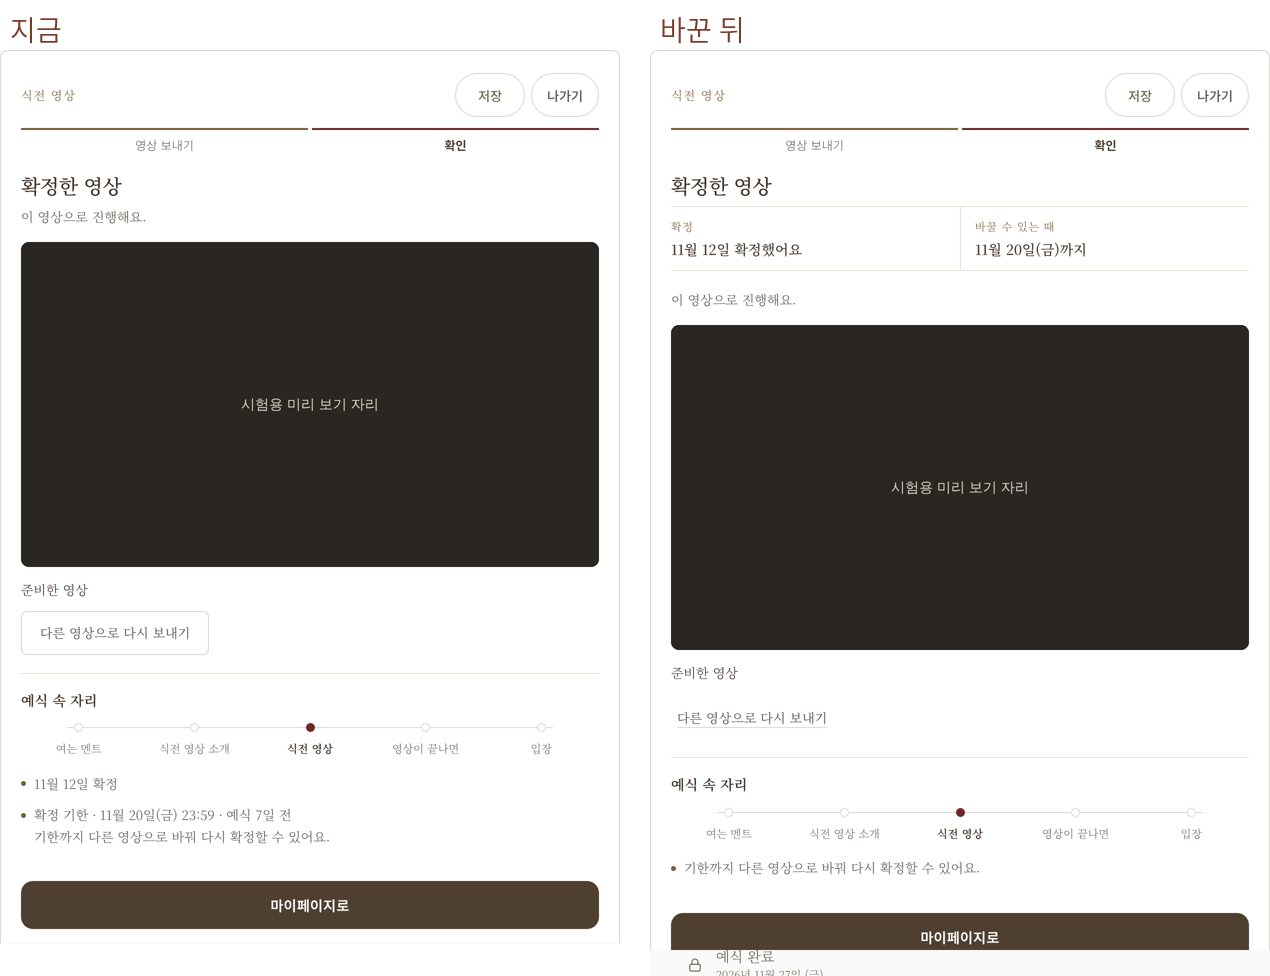 지금
식전 영상
저장
나가기
영상 보내기
확인
확정한 영상
이 영상으로 진행해요.
시험용 미리 보기 자리
준비한 영상
다른 영상으로 다시 보내기
예식 속 자리
여는 멘트
식전 영상 소개
식전 영상
영상이 끝나면
입장
11월 12일 확정
확정 기한 · 11월 20일(금) 23:59 · 예식 7일 전
기한까지 다른 영상으로 바꿔 다시 확정할 수 있어요.
마이페이지로
바꾼 뒤
식전 영상
저장
나가기
영상 보내기
확인
확정한 영상
확정
11월 12일 확정했어요
바꿀 수 있는 때
11월 20일(금)까지
이 영상으로 진행해요.
시험용 미리 보기 자리
준비한 영상
다른 영상으로 다시 보내기
예식 속 자리
여는 멘트
식전 영상 소개
식전 영상
영상이 끝나면
입장
기한까지 다른 영상으로 바꿔 다시 확정할 수 있어요.
마이페이지로
예식 완료
2026년 11월 27일 (금)